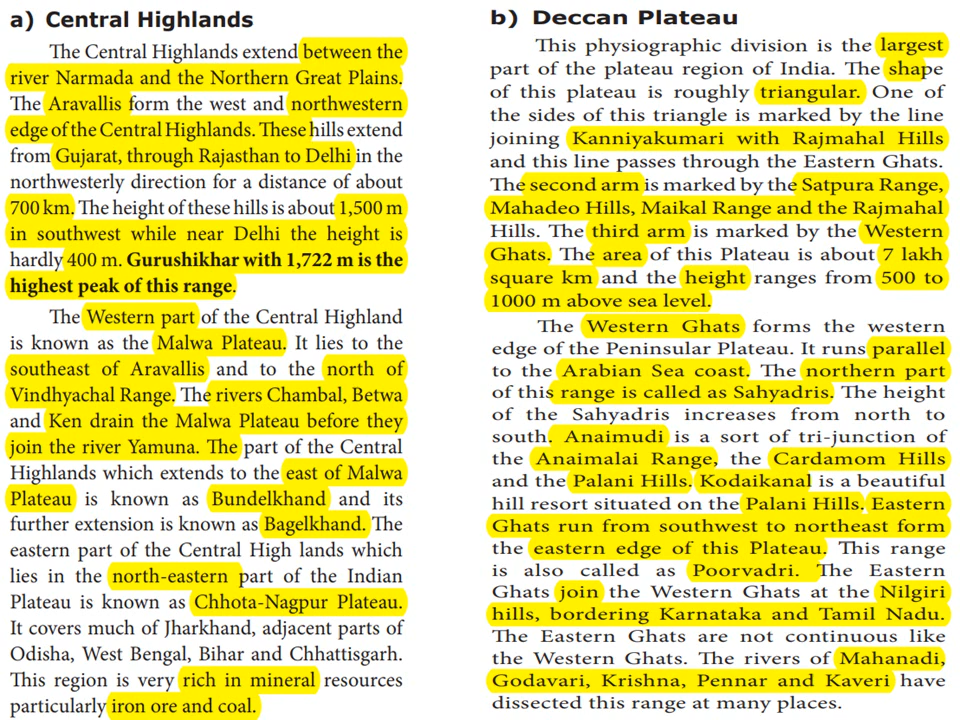 a) Central Highlands
The Central Highlands extend between the
river Narmada and the Northern Great Plains.
The Aravallis form the west and northwestern
edge of the Central Highlands. These hills extend
from Gujarat, through Rajasthan to Delhi in the
northwesterly direction for a distance of about
700 km. The height of these hills is about 1,500 m
in southwest while near Delhi the height is
hardly 400 m. Gurushikhar with 1,722 m is the
highest peak of this range.
The Western part of the Central Highland
is known as the Malwa Plateau. It lies to the
southeast of Aravallis and to the north of
Vindhyachal Range. The rivers Chambal, Betwa
and Ken drain the Malwa Plateau before they
join the river Yamuna. The part of the Central
Highlands which extends to the east of Malwa
Plateau is known as Bundelkhand and its
further extension is known as Bagelkhand. The
eastern part of the Central High lands which
lies in the north-eastern part of the Indian
Plateau is known as Chhota-Nagpur Plateau.
It covers much of Jharkhand, adjacent parts of
Odisha, West Bengal, Bihar and Chhattisgarh.
This region is very rich in mineral resources
particularly iron ore and coal.
b) Deccan Plateau
This physiographic division is the largest
part of the plateau region of India. The shape
of this plateau is roughly triangular. One of
the sides of this triangle is marked by the line
joining Kanniyakumari with Rajmahal Hills
and this line passes through the Eastern Ghats.
The second arm is marked by the Satpura Range,
Mahadeo Hills, Maikal Range and the Rajmahal
Hills. The third arm is marked by the Western
Ghats. The area of this Plateau is about 7 lakh
square km and the height ranges from 500 to
1000 m above sea level.
The Western Ghats forms the western
edge of the Peninsular Plateau. It runs parallel
to the Arabian Sea coast. The northern part
of this range is called as Sahyadris. The height
of the Sahyadris increases from north to
south. Anaimudi is a sort of tri-junction of
the Anaimalai Range, the Cardamom Hills
and the Palani Hills. Kodaikanal is a beautiful
hill resort situated on the Palani Hills. Eastern
Ghats run from southwest to northeast form
the eastern edge of this Plateau. This range
is also called as Poorvadri. The Eastern
Ghats join the Western Ghats at the Nilgiri
hills, bordering Karnataka and Tamil Nadu.
The Eastern Ghats are not continuous like
the Western Ghats. The rivers of Mahanadi,
Godavari, Krishna, Pennar and Kaveri have
dissected this range at many places.